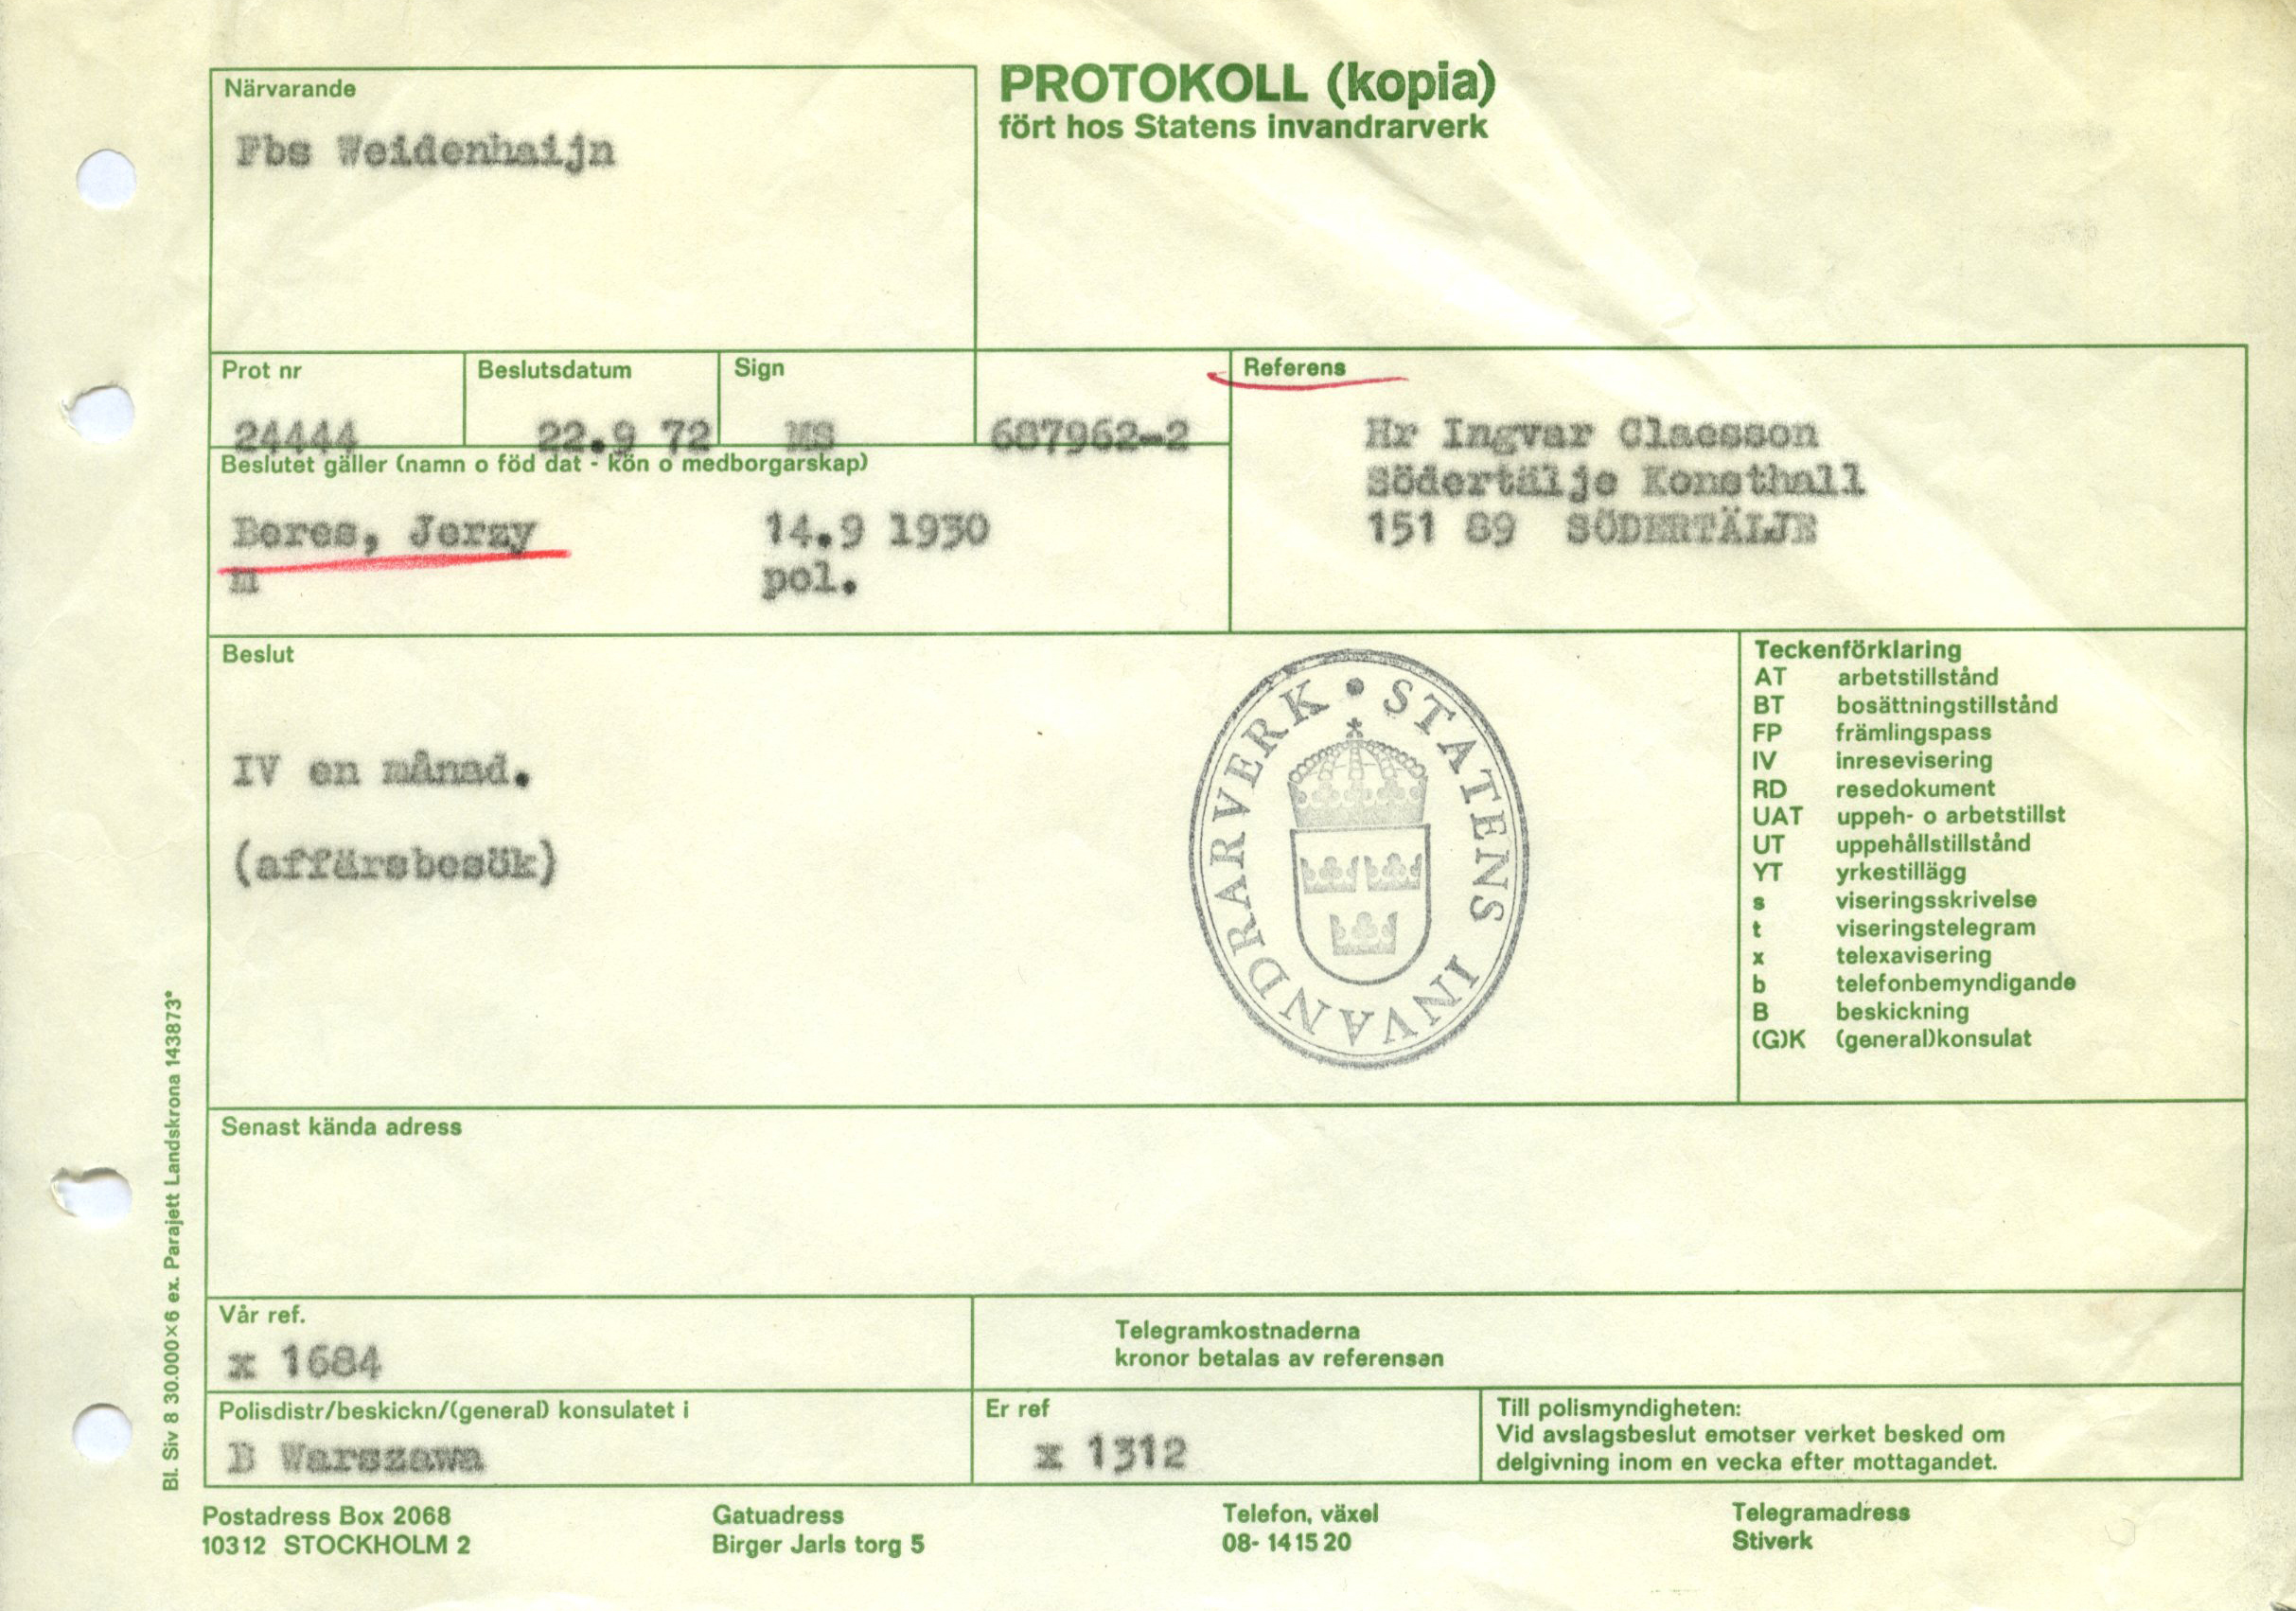 Närvarande
Fbs Weidenhaijn
PROTOKOLL (kopia)
fört hos Statens invandrarverk
Prot nr
24444
Beslutsdatum
22.9 72
Sign
MS
687962-2
Referens
Hr Ingvar Claesson
Södertälje Konsthall
151 89 SÖDERTÄLJE
Beslutet gäller (namn o föd dat - kön o medborgarskap)
Beres, Jerzy 14.9 1930
m pol.
Beslut
IV en månad.
(affärsbesök)
STATENS INVANDRARVERK
Teckenförklaring
AT arbetstillstånd
BT bosättningstillstånd
FP främlingspass
IV inresevisering
RD resedokument
UAT uppeh- o arbetstillst
UT uppehållstillstånd
YT yrkestillägg
s viseringsskrivelse
t viseringstelegram
x telexavisering
b telefonbemyndigande
B beskickning
(G)K (general)konsulat
Senast kända adress
Vår ref.
x 1684
Telegramkostnaderna
kronor betalas av referensen
Polisdistr/beskickn/(general) konsulatet i
B Warszawa
Er ref
x 1312
Till polismyndigheten:
Vid avslagsbeslut emotser verket besked om
delgivning inom en vecka efter mottagandet.
Bl. Siv 8 30.000×6 ex. Parajett Landskrona 143873*
Postadress Box 2068
10312 STOCKHOLM 2
Gatuadress
Birger Jarls torg 5
Telefon, växel
08- 14 15 20
Telegramadress
Stiverk